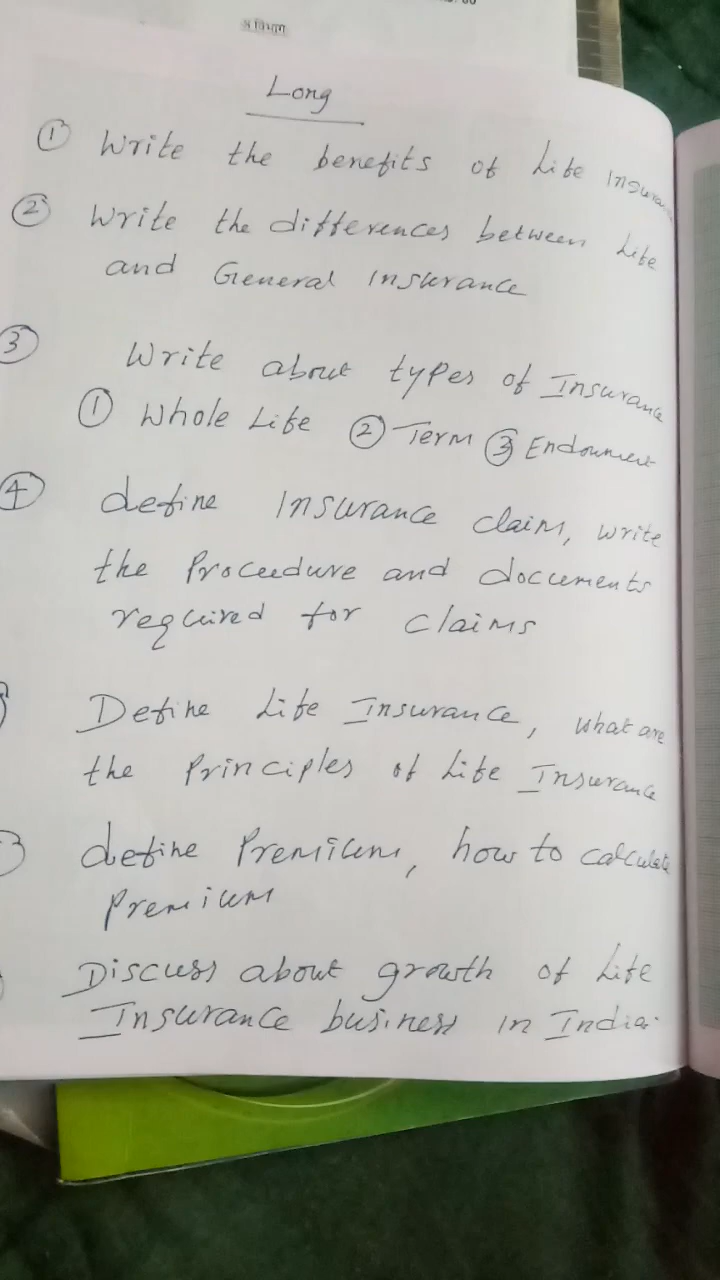 विभाग
Long
① Write the benefits of Life Insurance
② Write the differences between Life
and General Insurance
③ Write about types of Insurance
① Whole Life ② Term ③ Endowment
④ define Insurance claim, write
the Proceedure and documents
required for claims
Define Life Insurance, what are
the Principles of Life Insurance
define Premium, how to calculate
Premium
Discuss about growth of Life
Insurance business in India.